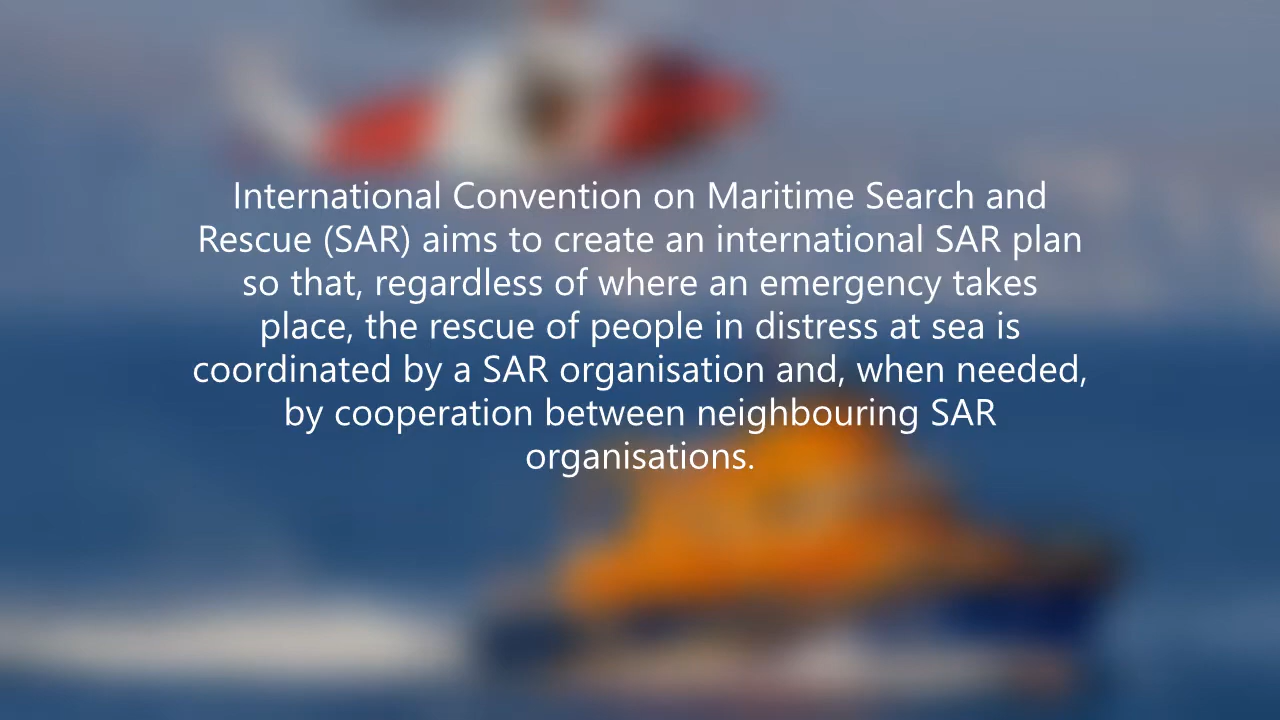 International Convention on Maritime Search and
Rescue (SAR) aims to create an international SAR plan
so that, regardless of where an emergency takes
place, the rescue of people in distress at sea is
coordinated by a SAR organisation and, when needed,
by cooperation between neighbouring SAR
organisations.